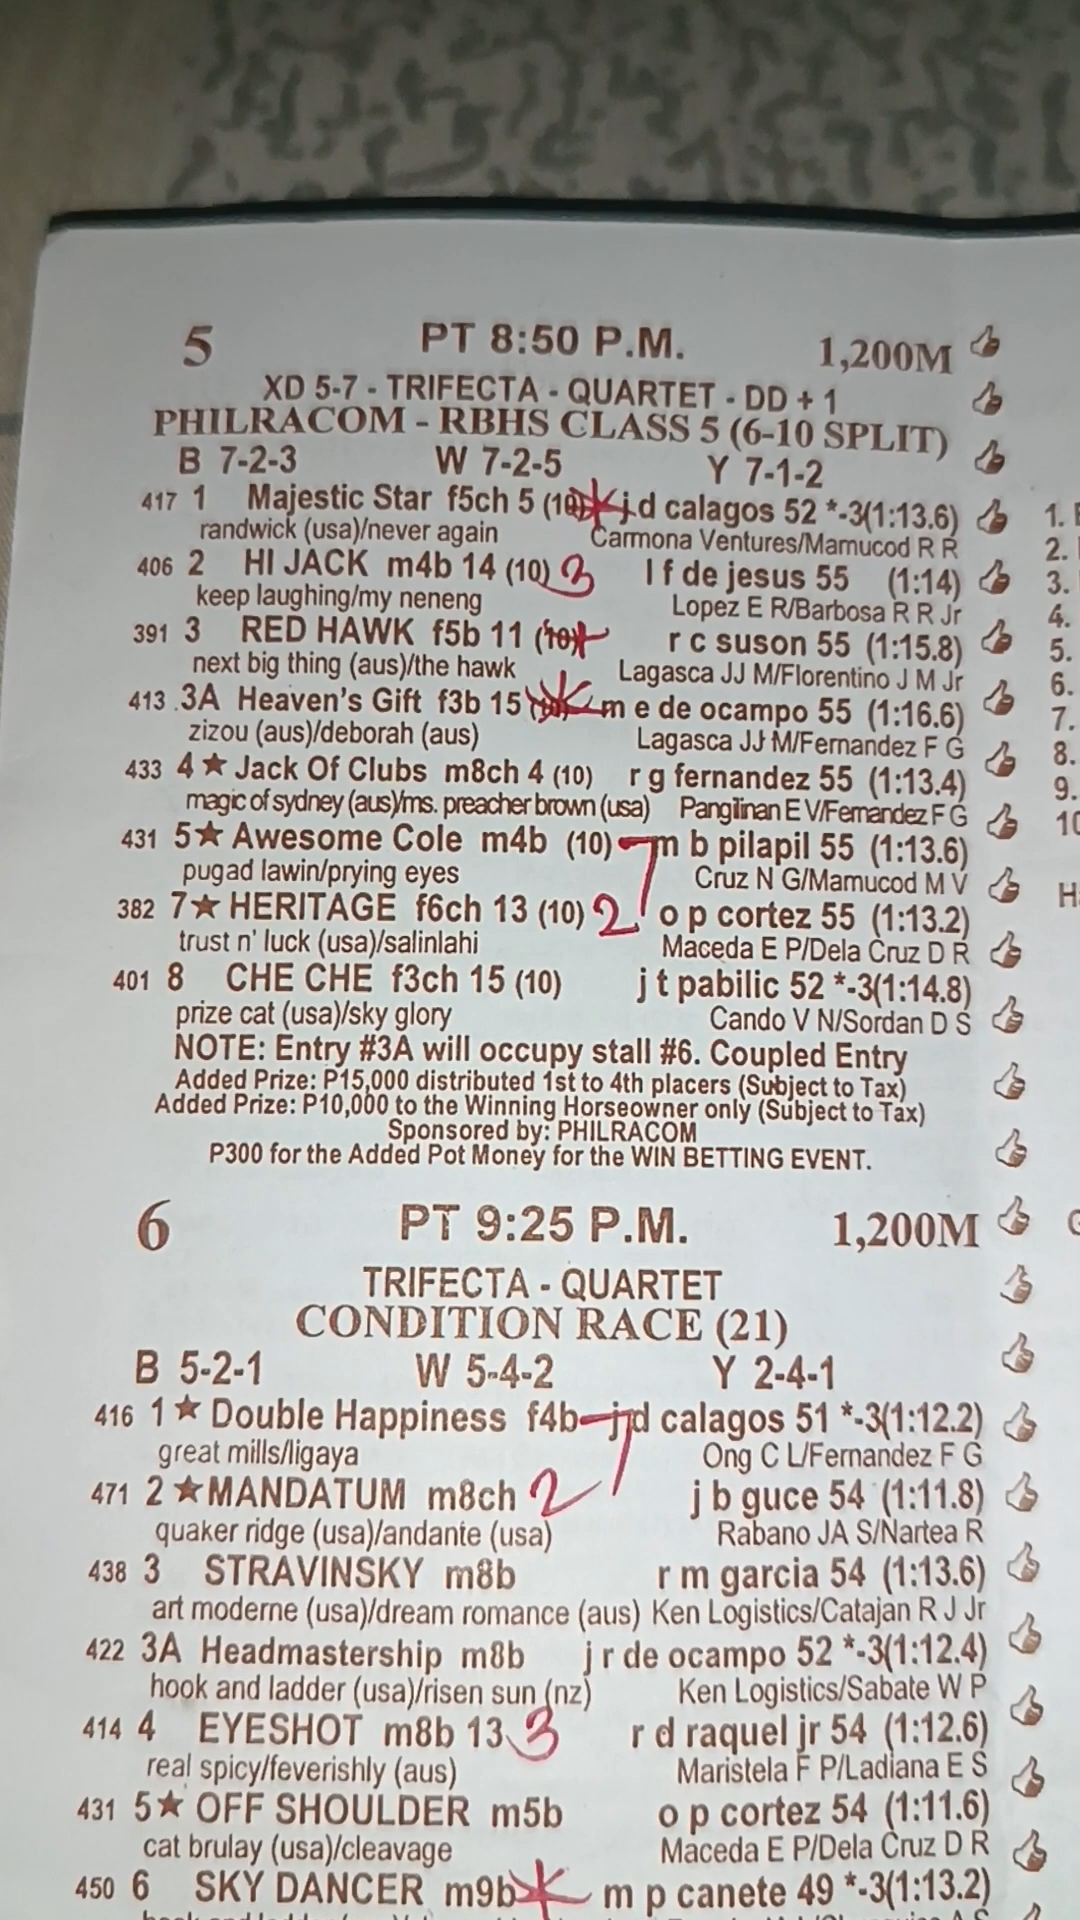 5 PT 8:50 P.M. 1,200M
XD 5-7 - TRIFECTA - QUARTET - DD + 1
PHILRACOM - RBHS CLASS 5 (6-10 SPLIT)
B 7-2-3 W 7-2-5 Y 7-1-2
417 1 Majestic Star f5ch 5 (10) j d calagos 52 *-3(1:13.6)
randwick (usa)/never again Carmona Ventures/Mamucod R R
406 2 HI JACK m4b 14 (10) 3 l f de jesus 55 (1:14)
keep laughing/my neneng Lopez E R/Barbosa R R Jr
391 3 RED HAWK f5b 11 (10) r c suson 55 (1:15.8)
next big thing (aus)/the hawk Lagasca JJ M/Florentino J M Jr
413 3A Heaven's Gift f3b 15 m e de ocampo 55 (1:16.6)
zizou (aus)/deborah (aus) Lagasca JJ M/Fernandez F G
433 4★ Jack Of Clubs m8ch 4 (10) r g fernandez 55 (1:13.4)
magic of sydney (aus)/ms. preacher brown (usa) Pangilinan E V/Fernandez F G
431 5★ Awesome Cole m4b (10) 7 m b pilapil 55 (1:13.6)
pugad lawin/prying eyes Cruz N G/Mamucod M V
382 7★ HERITAGE f6ch 13 (10) 2 o p cortez 55 (1:13.2)
trust n' luck (usa)/salinlahi Maceda E P/Dela Cruz D R
401 8 CHE CHE f3ch 15 (10) j t pabilic 52 *-3(1:14.8)
prize cat (usa)/sky glory Cando V N/Sordan D S
NOTE: Entry #3A will occupy stall #6. Coupled Entry
Added Prize: P15,000 distributed 1st to 4th placers (Subject to Tax)
Added Prize: P10,000 to the Winning Horseowner only (Subject to Tax)
Sponsored by: PHILRACOM
P300 for the Added Pot Money for the WIN BETTING EVENT.
6 PT 9:25 P.M. 1,200M
TRIFECTA - QUARTET
CONDITION RACE (21)
B 5-2-1 W 5-4-2 Y 2-4-1
416 1★ Double Happiness f4b 7 j d calagos 51 *-3(1:12.2)
great mills/ligaya Ong C L/Fernandez F G
471 2★MANDATUM m8ch 2 j b guce 54 (1:11.8)
quaker ridge (usa)/andante (usa) Rabano JA S/Nartea R
438 3 STRAVINSKY m8b r m garcia 54 (1:13.6)
art moderne (usa)/dream romance (aus) Ken Logistics/Catajan R J Jr
422 3A Headmastership m8b j r de ocampo 52 *-3(1:12.4)
hook and ladder (usa)/risen sun (nz) Ken Logistics/Sabate W P
414 4 EYESHOT m8b 13 3 r d raquel jr 54 (1:12.6)
real spicy/feverishly (aus) Maristela F P/Ladiana E S
431 5★ OFF SHOULDER m5b o p cortez 54 (1:11.6)
cat brulay (usa)/cleavage Maceda E P/Dela Cruz D R
450 6 SKY DANCER m9b m p canete 49 *-3(1:13.2)
1.
2.
3.
4.
5.
6.
7.
8.
9.
10